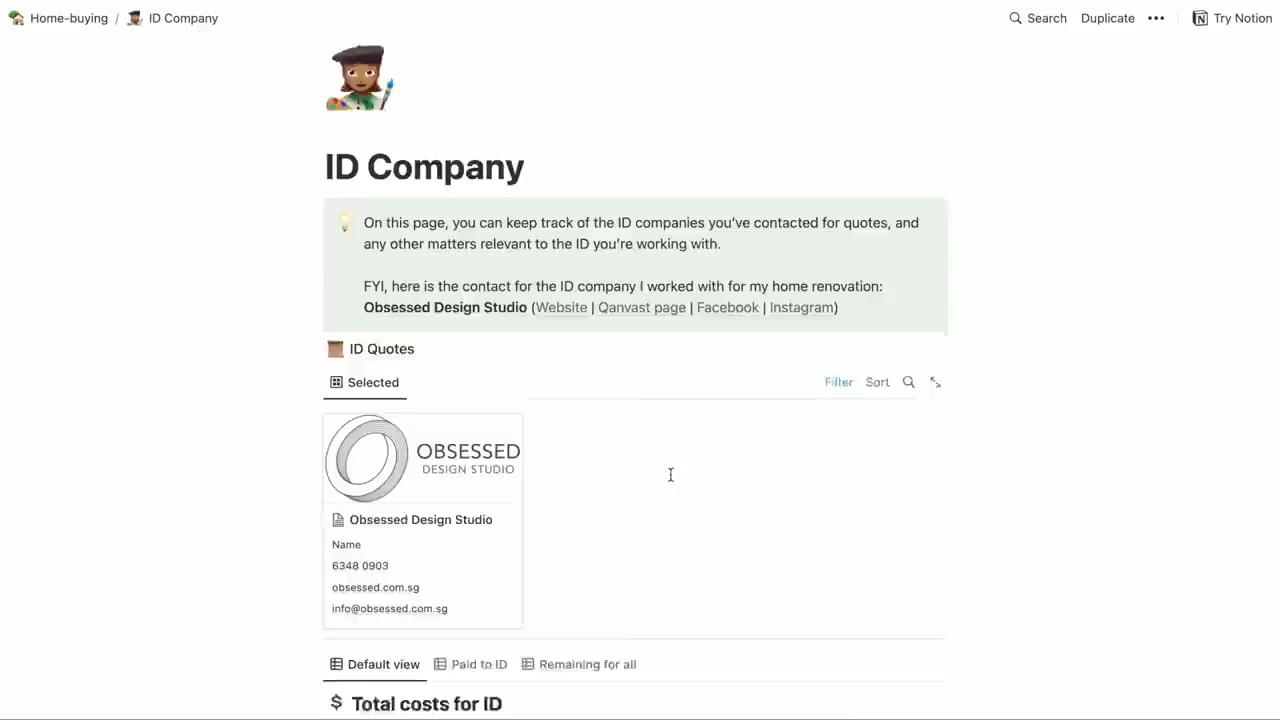 Home-buying / ID Company
Search Duplicate ••• Try Notion
ID Company
On this page, you can keep track of the ID companies you’ve contacted for quotes, and
any other matters relevant to the ID you’re working with.
FYI, here is the contact for the ID company I worked with for my home renovation:
Obsessed Design Studio (Website | Qanvast page | Facebook | Instagram)
ID Quotes
Selected
Filter Sort
OBSESSED
DESIGN STUDIO
Obsessed Design Studio
Name
6348 0903
obsessed.com.sg
info@obsessed.com.sg
Default view Paid to ID Remaining for all
$ Total costs for ID